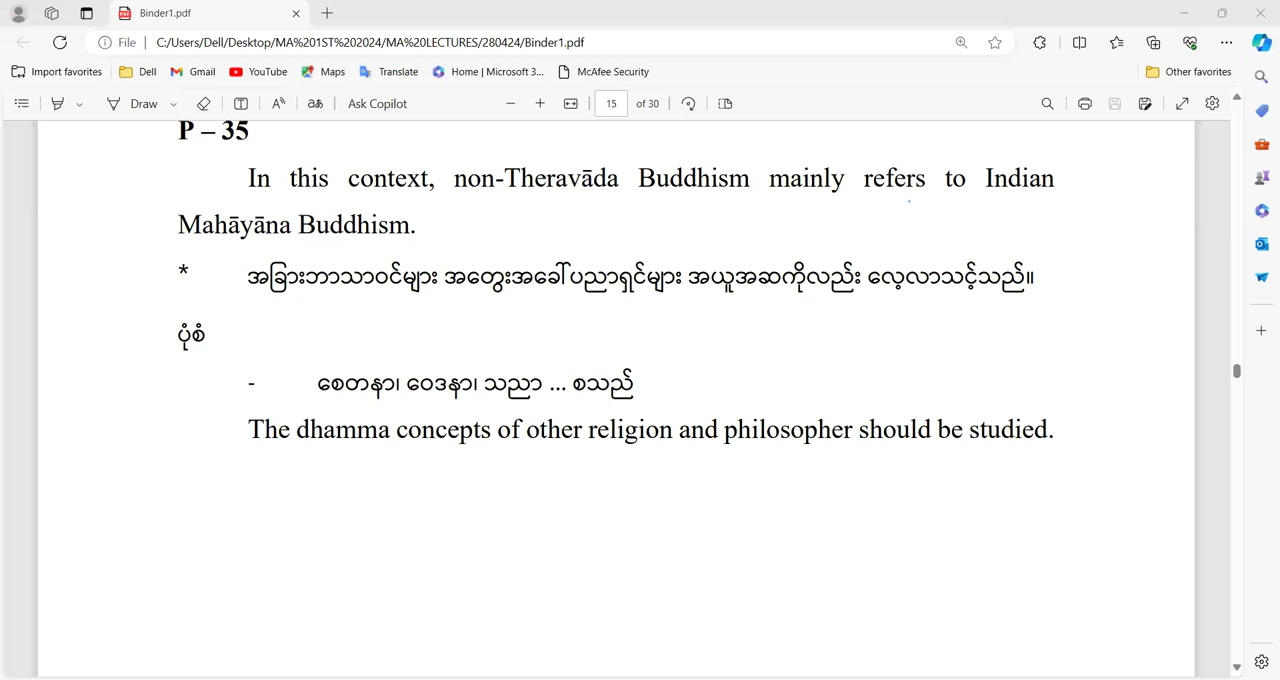 Binder1.pdf
File
C:/Users/Dell/Desktop/MA%201ST%202024/MA%20LECTURES/280424/Binder1.pdf
Import favorites Dell Gmail YouTube Maps Translate Home | Microsoft 3... McAfee Security Other favorites
Draw Ask Copilot 15 of 30
P – 35
In this context, non-Theravāda Buddhism mainly refers to Indian
Mahāyāna Buddhism.
* အခြားဘာသာဝင်များ အတွေးအခေါ်ပညာရှင်များ အယူအဆကိုလည်း လေ့လာသင့်သည်။
ပုံစံ
- စေတနာ၊ ဝေဒနာ၊ သညာ ... စသည်
The dhamma concepts of other religion and philosopher should be studied.